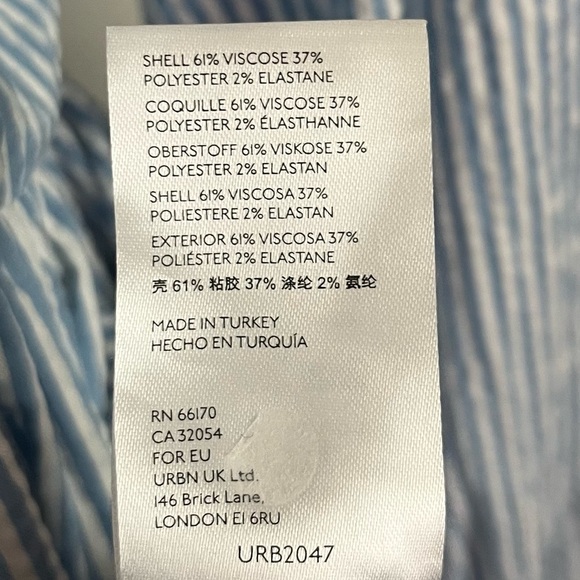 SHELL 61% VISCOSE 37%
POLYESTER 2% ELASTANE
COQUILLE 61% VISCOSE 37%
POLYESTER 2% ÉLASTHANNE
OBERSTOFF 61% VISKOSE 37%
POLYESTER 2% ELASTAN
SHELL 61% VISCOSA 37%
POLIESTERE 2% ELASTAN
EXTERIOR 61% VISCOSA 37%
POLIÉSTER 2% ELASTANE
壳 61% 粘胶 37% 涤纶 2% 氨纶
MADE IN TURKEY
HECHO EN TURQUÍA
RN 66170
CA 32054
FOR EU
URBN UK Ltd.
146 Brick Lane,
LONDON E1 6RU
URB2047